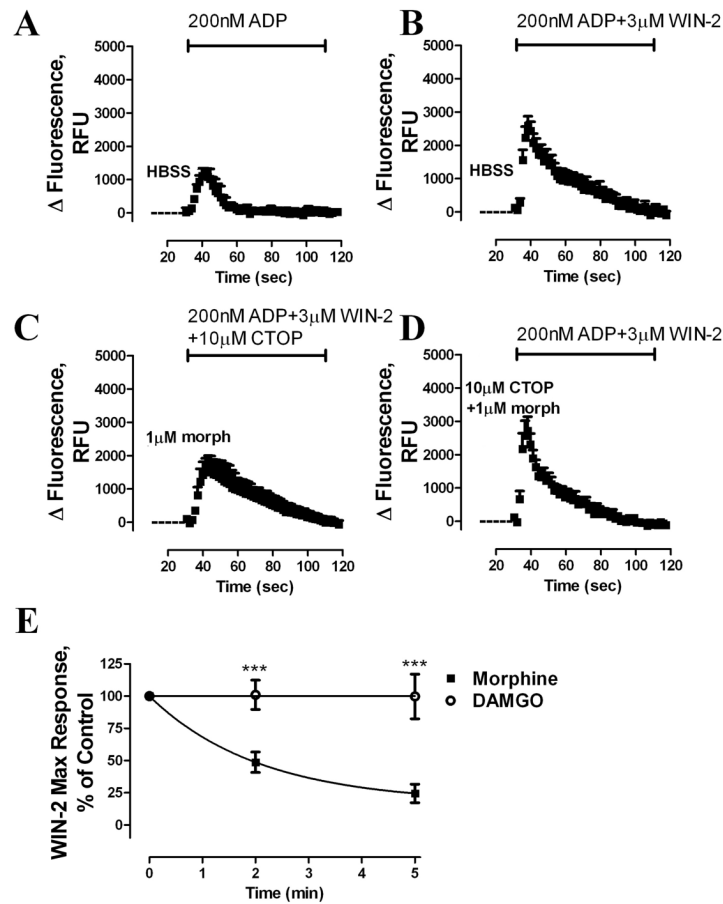 A
200nM ADP
5000
4000
3000
2000
1000
0
Δ Fluorescence, RFU
HBSS
20 40 60 80 100 120
Time (sec)
B
200nM ADP+3μM WIN-2
5000
4000
3000
2000
1000
0
Δ Fluorescence, RFU
HBSS
20 40 60 80 100 120
Time (sec)
C
200nM ADP+3μM WIN-2
+10μM CTOP
5000
4000
3000
2000
1000
0
Δ Fluorescence, RFU
1μM morph
20 40 60 80 100 120
Time (sec)
D
200nM ADP+3μM WIN-2
5000
4000
3000
2000
1000
0
Δ Fluorescence, RFU
10μM CTOP
+1μM morph
20 40 60 80 100 120
Time (sec)
E
125
100
75
50
25
0
WIN-2 Max Response,
% of Control
***
***
Morphine
DAMGO
0 1 2 3 4 5
Time (min)